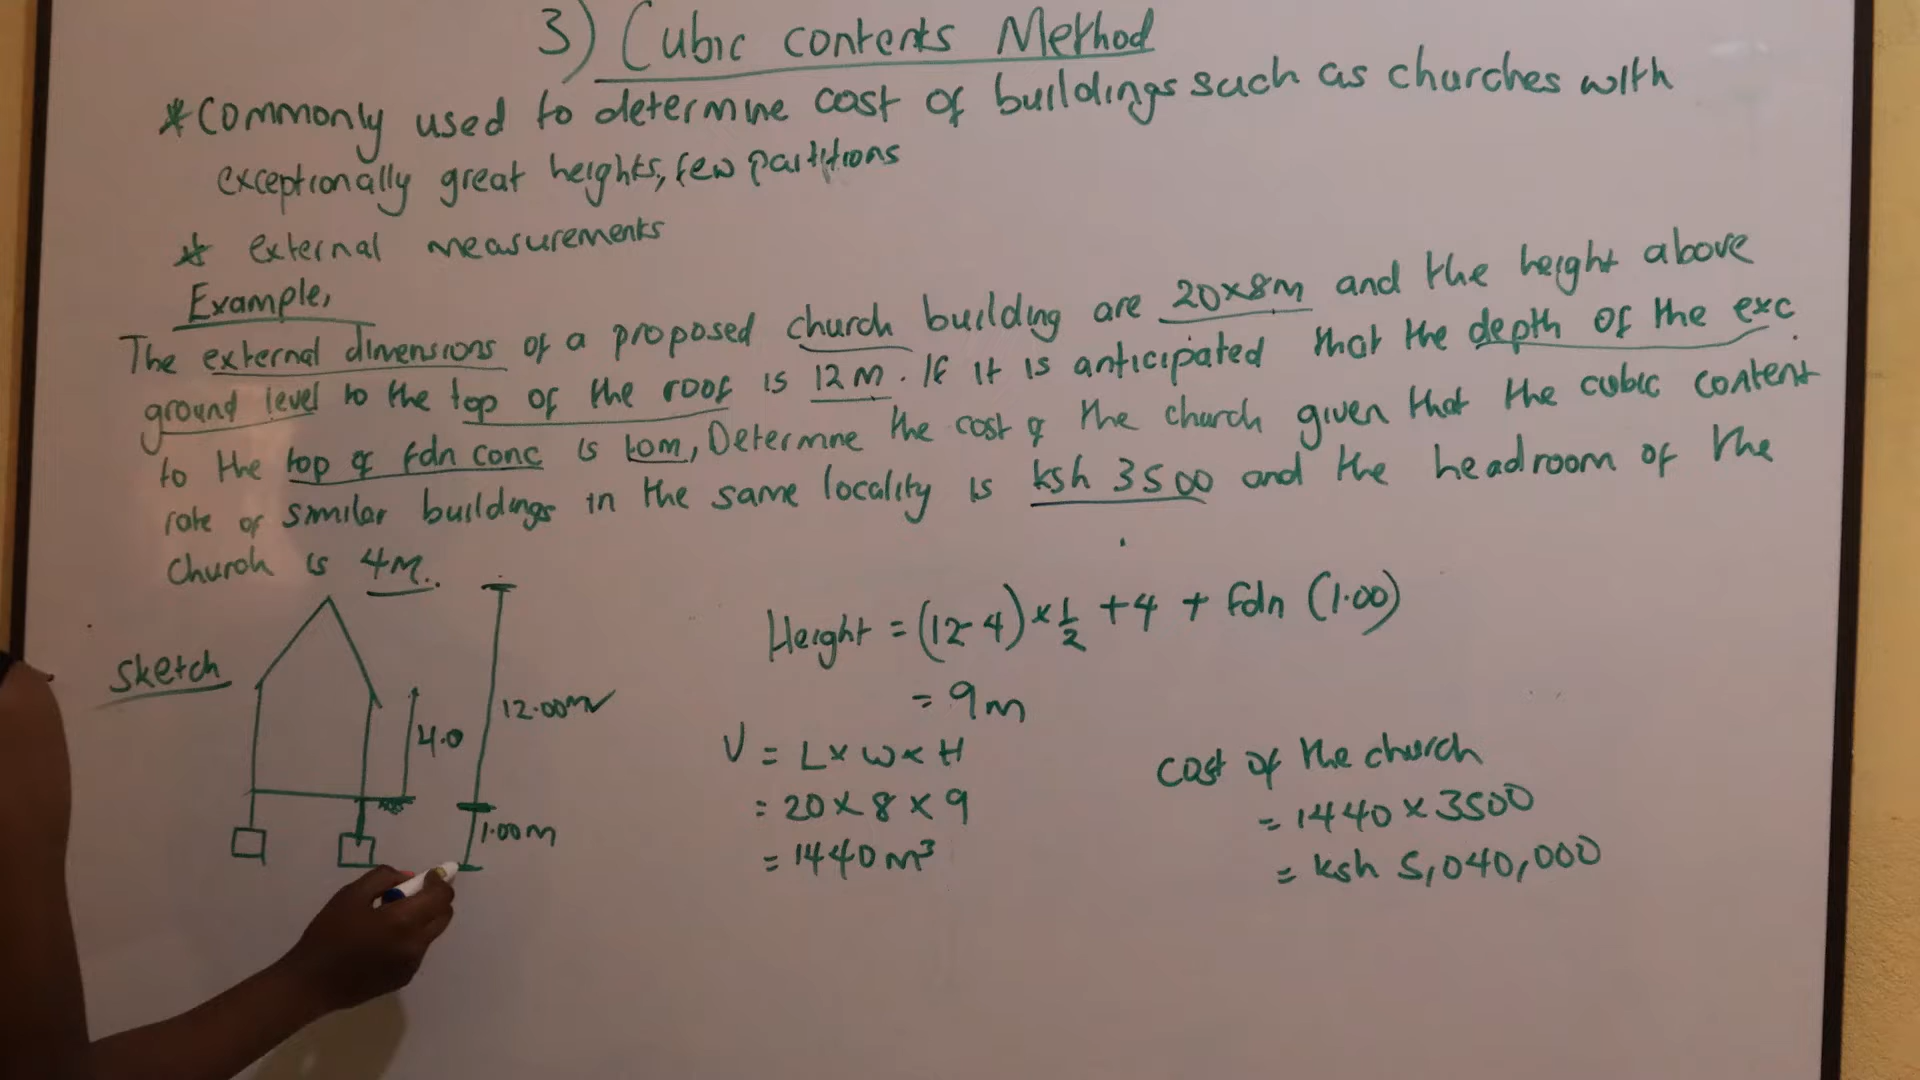 3) Cubic contents Method
* Commonly used to determine cost of buildings such as churches with
exceptionally great heights, few partitions
* external measurements
Example,
The external dimensions of a proposed church building are 20x8m and the height above
ground level to the top of the roof is 12m. If it is anticipated that the depth of the exc.
to the top of fdn conc is 1.0m, Determine the cost of the church given that the cubic content
rate of similar buildings in the same locality is ksh 3500 and the headroom of the
church is 4m.
Sketch
4.0
12.00m
1.00m
Height = (12-4) x 1/2 + 4 + fdn (1.00)
= 9m
V = L x W x H
= 20 x 8 x 9
= 1440 m³
Cost of the church
= 1440 x 3500
= ksh 5,040,000